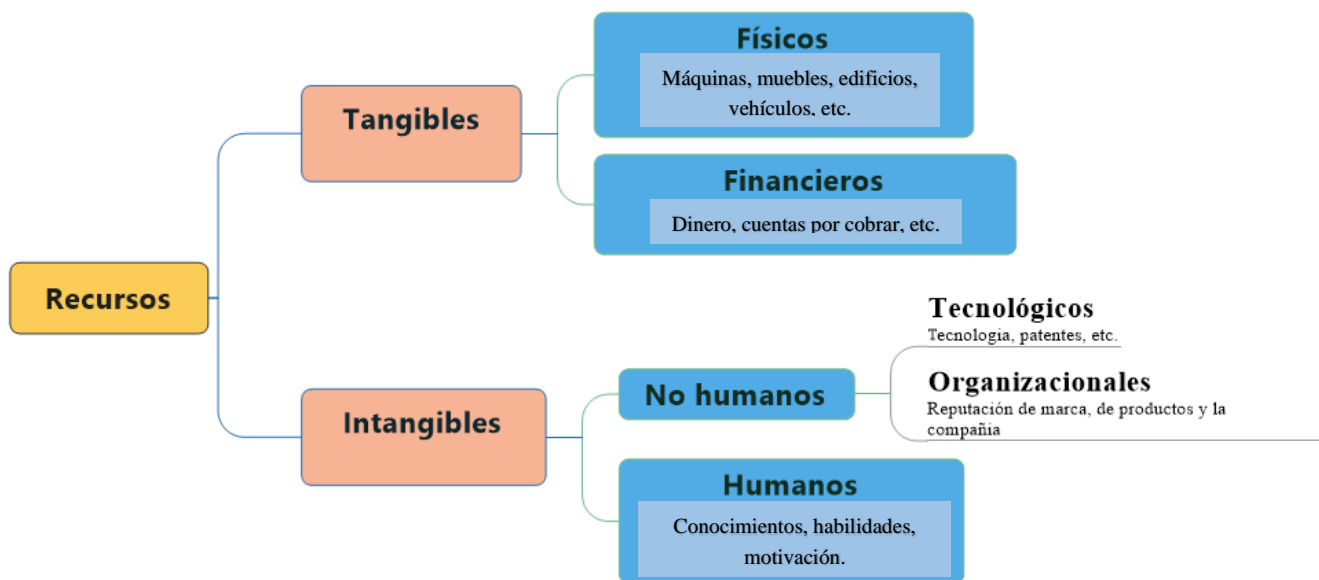 Recursos
Tangibles
Físicos
Máquinas, muebles, edificios,
vehículos, etc.
Financieros
Dinero, cuentas por cobrar, etc.
Intangibles
No humanos
Tecnológicos
Tecnologia, patentes, etc.
Organizacionales
Reputación de marca, de productos y la
compañia
Humanos
Conocimientos, habilidades,
motivación.